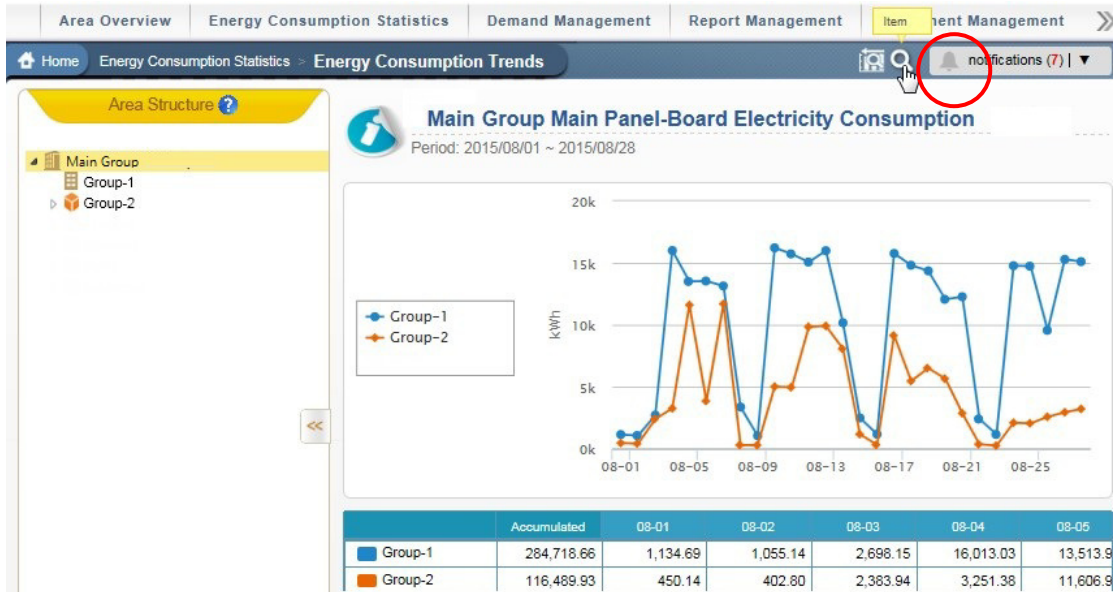 Area Overview Energy Consumption Statistics Demand Management Report Management Item ment Management
Home Energy Consumption Statistics > Energy Consumption Trends notifications (7) | ▼
Area Structure ?
Main Group
Group-1
Group-2
<<
Main Group Main Panel-Board Electricity Consumption
Period: 2015/08/01 ~ 2015/08/28
Group-1
Group-2
kWh
20k
15k
10k
5k
0k
08-01 08-05 08-09 08-13 08-17 08-21 08-25
Accumulated 08-01 08-02 08-03 08-04 08-05
Group-1 284,718.66 1,134.69 1,055.14 2,698.15 16,013.03 13,513.9
Group-2 116,489.93 450.14 402.80 2,383.94 3,251.38 11,606.9